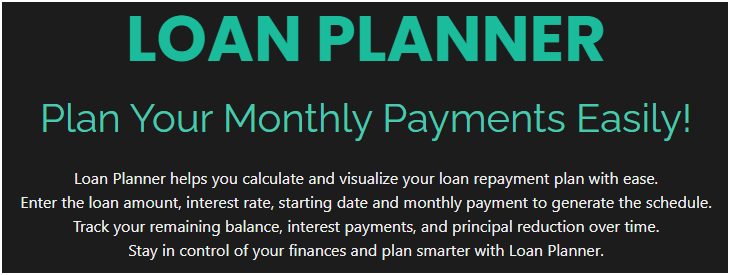 LOAN PLANNER
Plan Your Monthly Payments Easily!
Loan Planner helps you calculate and visualize your loan repayment plan with ease.
Enter the loan amount, interest rate, starting date and monthly payment to generate the schedule.
Track your remaining balance, interest payments, and principal reduction over time.
Stay in control of your finances and plan smarter with Loan Planner.